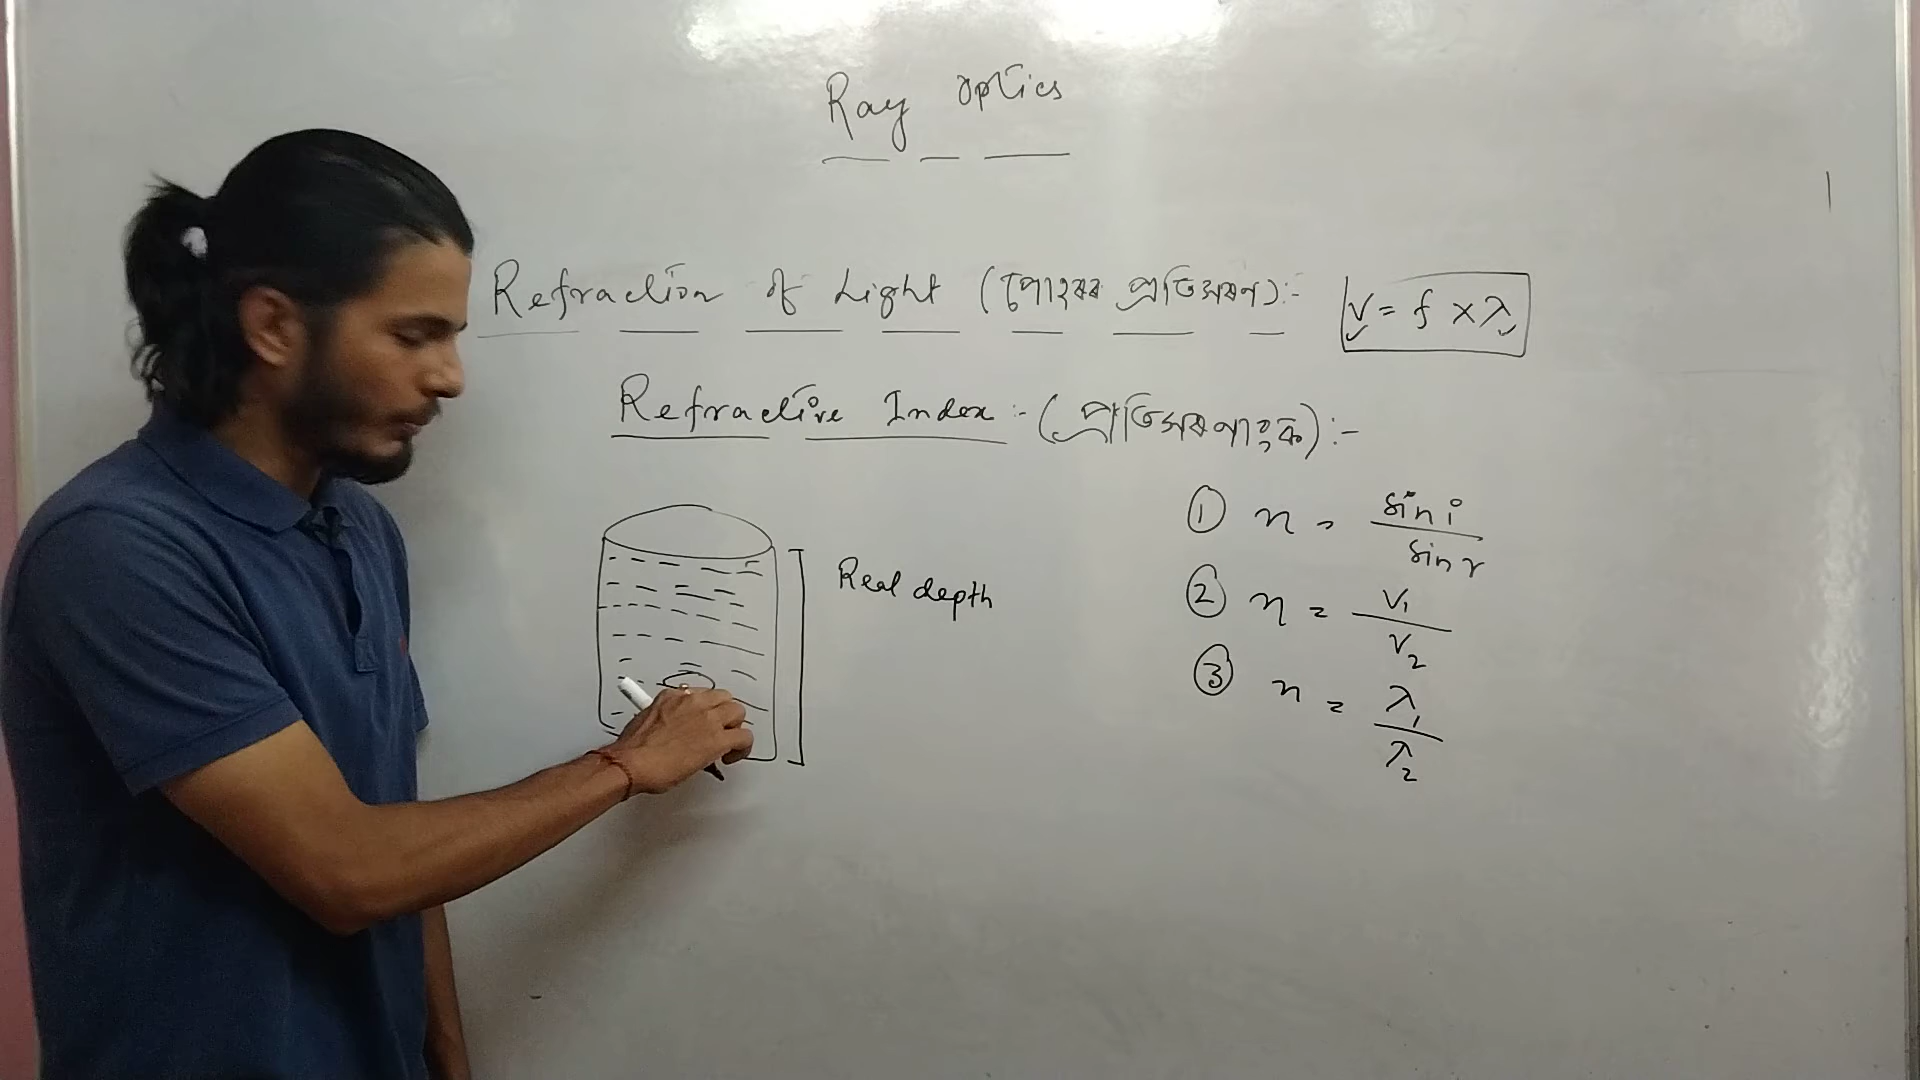 Ray optics
Refraction of Light (পোহৰৰ প্ৰতিসৰণ):-
v = f × λ
Refractive Index :- (প্ৰতিসৰণাংক):-
Real depth
① n = sin i / sin r
② n = v₁ / v₂
③ n = λ₁ / λ₂